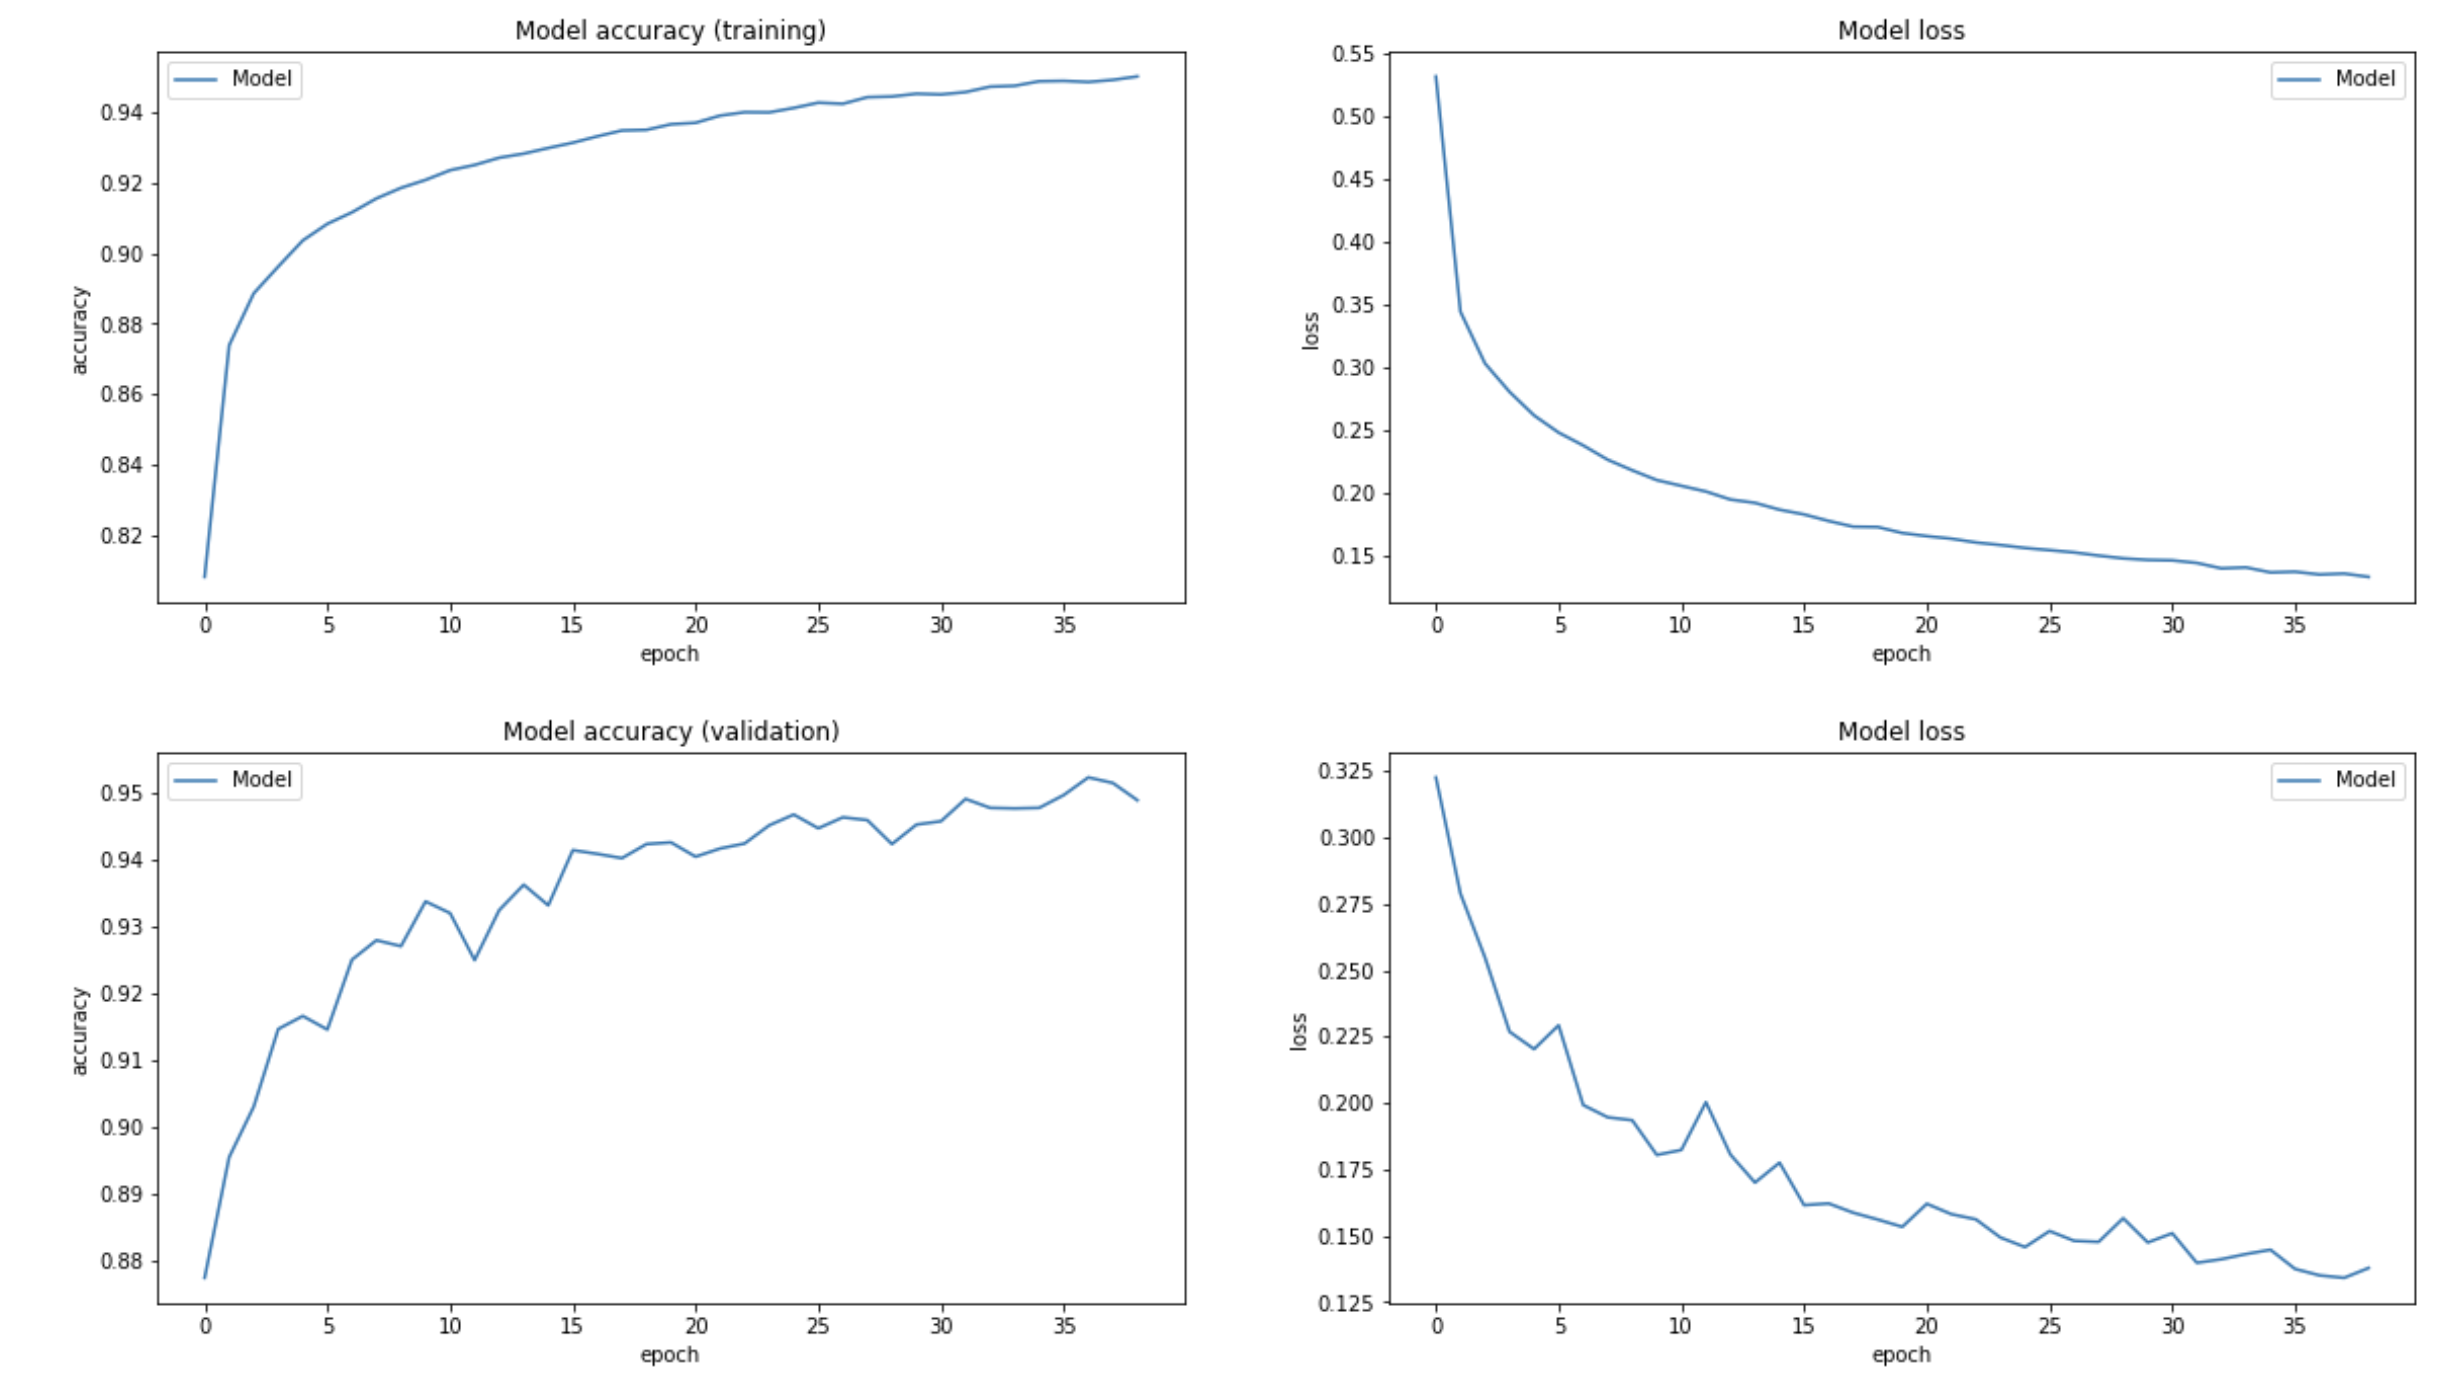 Model accuracy (training)
Model
0.94
0.92
0.90
0.88
0.86
0.84
0.82
accuracy
0 5 10 15 20 25 30 35
epoch
Model loss
Model
0.55
0.50
0.45
0.40
0.35
0.30
0.25
0.20
0.15
loss
0 5 10 15 20 25 30 35
epoch
Model accuracy (validation)
Model
0.95
0.94
0.93
0.92
0.91
0.90
0.89
0.88
accuracy
0 5 10 15 20 25 30 35
epoch
Model loss
Model
0.325
0.300
0.275
0.250
0.225
0.200
0.175
0.150
0.125
loss
0 5 10 15 20 25 30 35
epoch